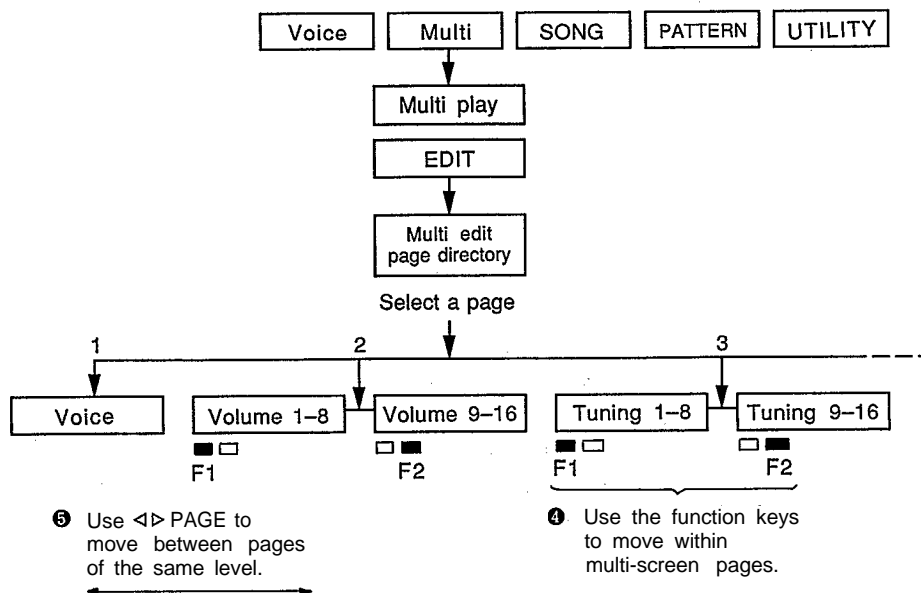 Voice Multi SONG PATTERN UTILITY
Multi play
EDIT
Multi edit
page directory
Select a page
1 2 3
Voice Volume 1–8 Volume 9–16 Tuning 1–8 Tuning 9–16
F1 F2 F1 F2
❺ Use ◁▷ PAGE to
move between pages
of the same level.
❹ Use the function keys
to move within
multi-screen pages.